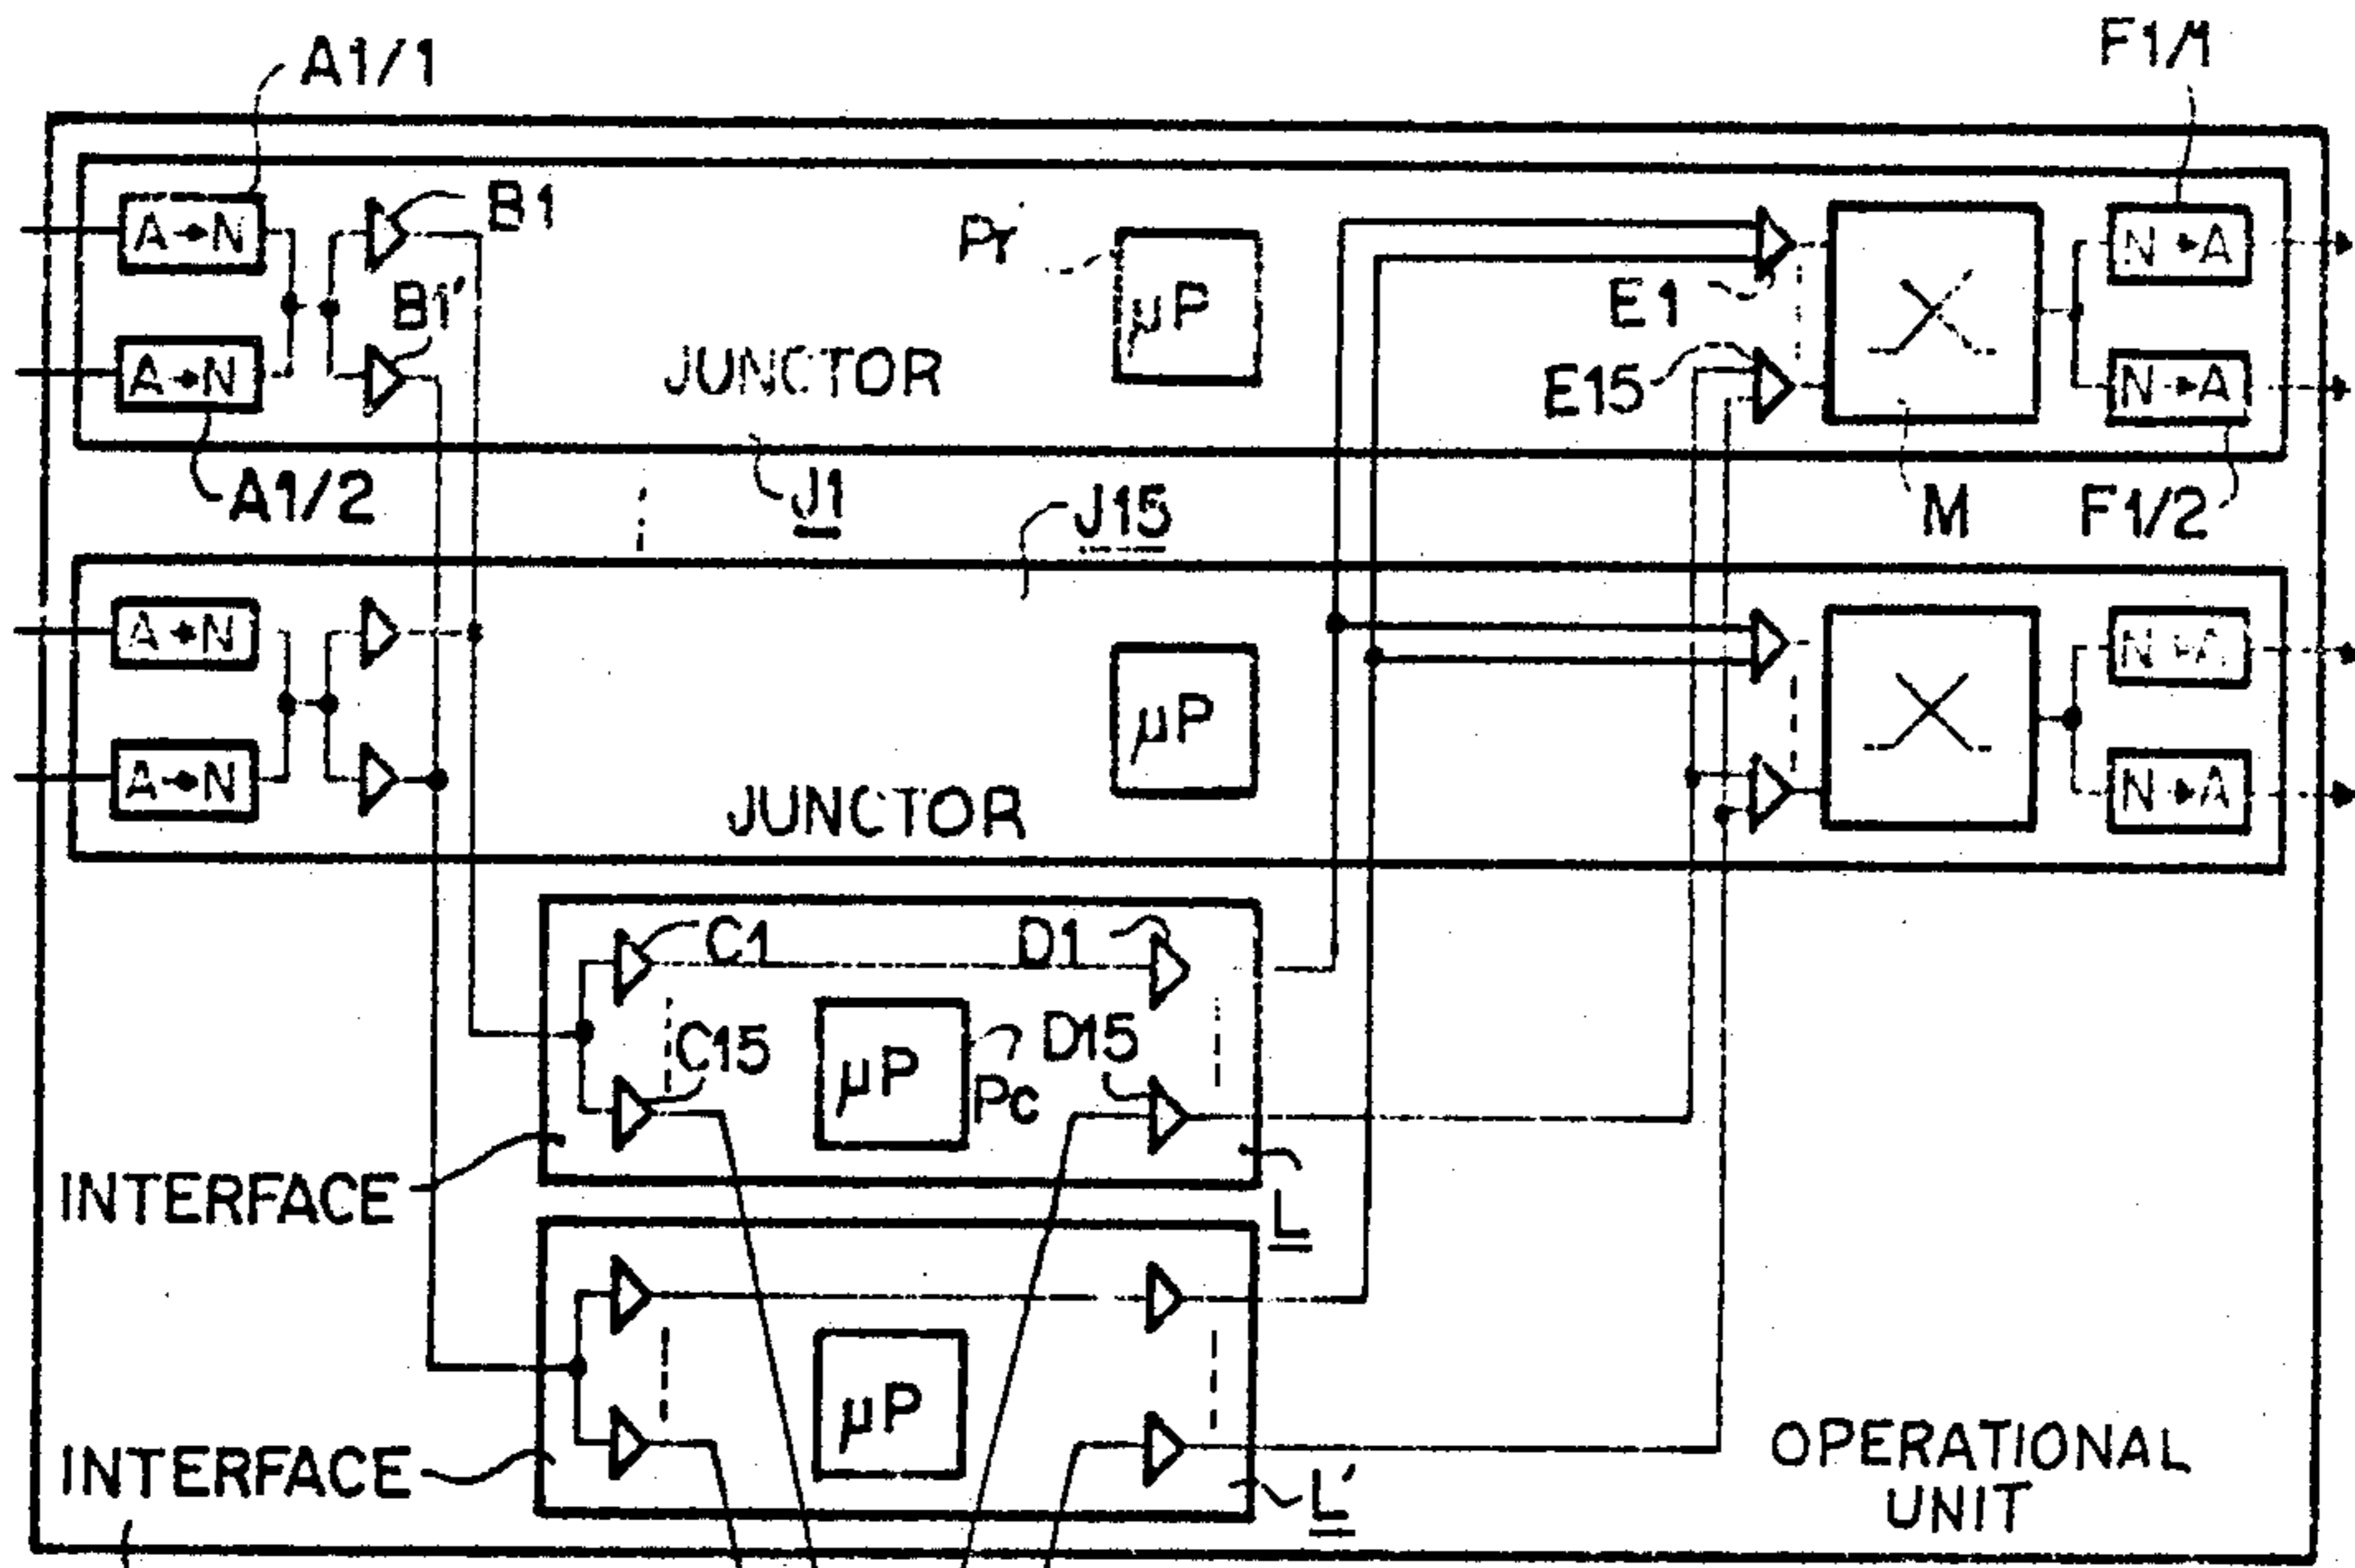 A1/1
F1/1
A→N
B1
Pr
µP
E1
N→A
B1'
A→N
JUNCTOR
E15
N→A
A1/2
J1
J15
M
F1/2
A→N
µP
N→A
A→N
JUNCTOR
N→A
C1
D1
C15
µP
Pc
D15
INTERFACE
L
µP
INTERFACE
L'
OPERATIONAL
UNIT